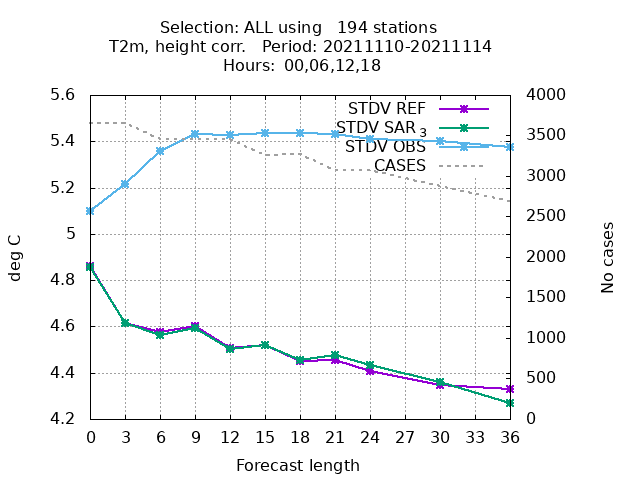 Selection: ALL using   194 stations
T2m, height corr.   Period: 20211110-20211114
Hours:  00,06,12,18
STDV REF
STDV SAR 3
STDV OBS
CASES
5.6
5.4
5.2
5
4.8
4.6
4.4
4.2
deg C
4000
3500
3000
2500
2000
1500
1000
500
0
No cases
0 3 6 9 12 15 18 21 24 27 30 33 36
Forecast length